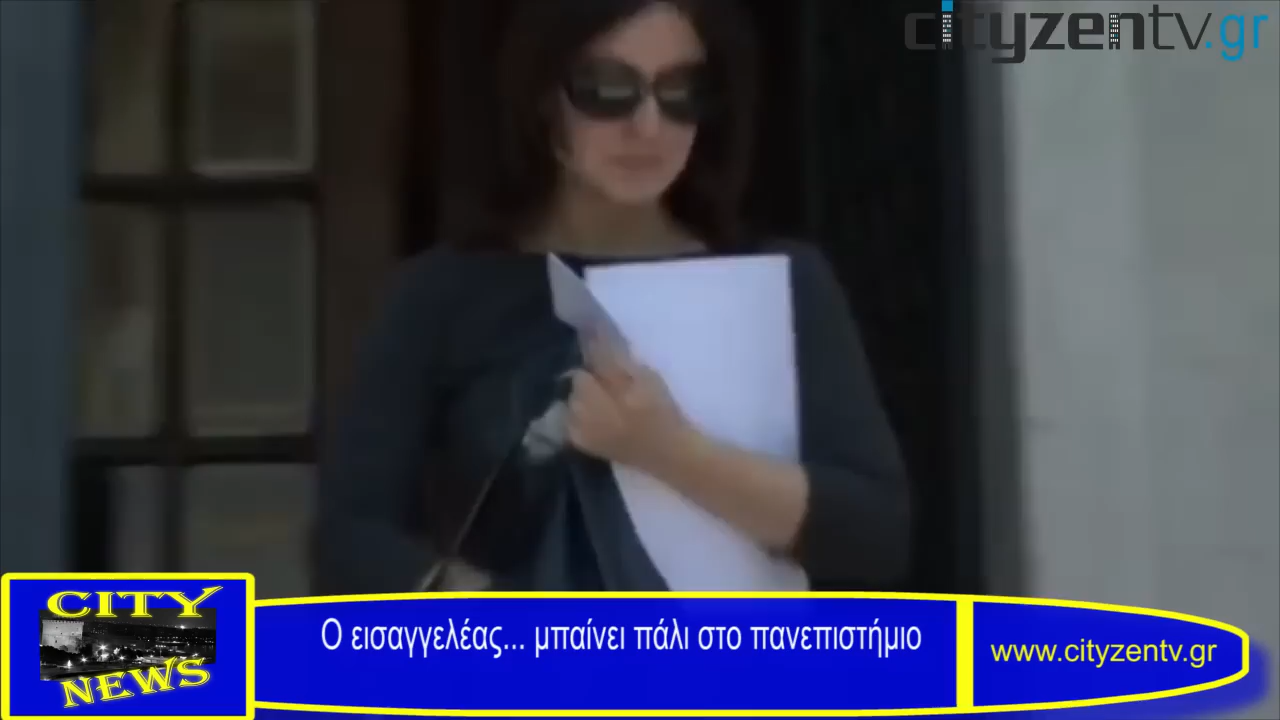 cityzentv.gr
Ο εισαγγελέας... μπαίνει πάλι στο πανεπιστήμιο
www.cityzentv.gr
CITY
NEWS